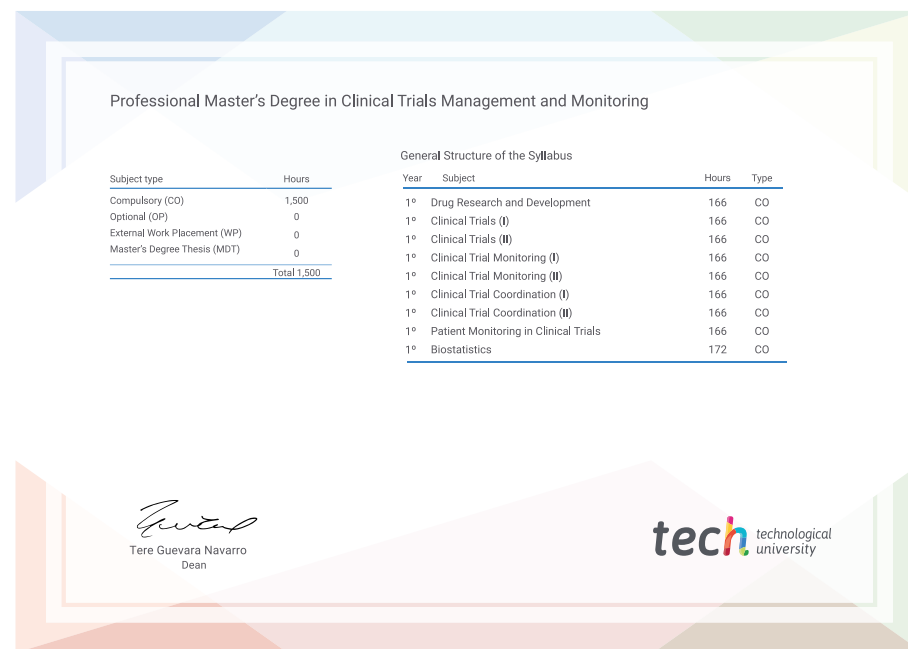 Professional Master's Degree in Clinical Trials Management and Monitoring
General Structure of the Syllabus
Subject type Hours
Compulsory (CO) 1,500
Optional (OP) 0
External Work Placement (WP) 0
Master's Degree Thesis (MDT) 0
Total 1,500
Year Subject Hours Type
1º Drug Research and Development 166 CO
1º Clinical Trials (I) 166 CO
1º Clinical Trials (II) 166 CO
1º Clinical Trial Monitoring (I) 166 CO
1º Clinical Trial Monitoring (II) 166 CO
1º Clinical Trial Coordination (I) 166 CO
1º Clinical Trial Coordination (II) 166 CO
1º Patient Monitoring in Clinical Trials 166 CO
1º Biostatistics 172 CO
Tere Guevara Navarro
Dean
tech technological
university